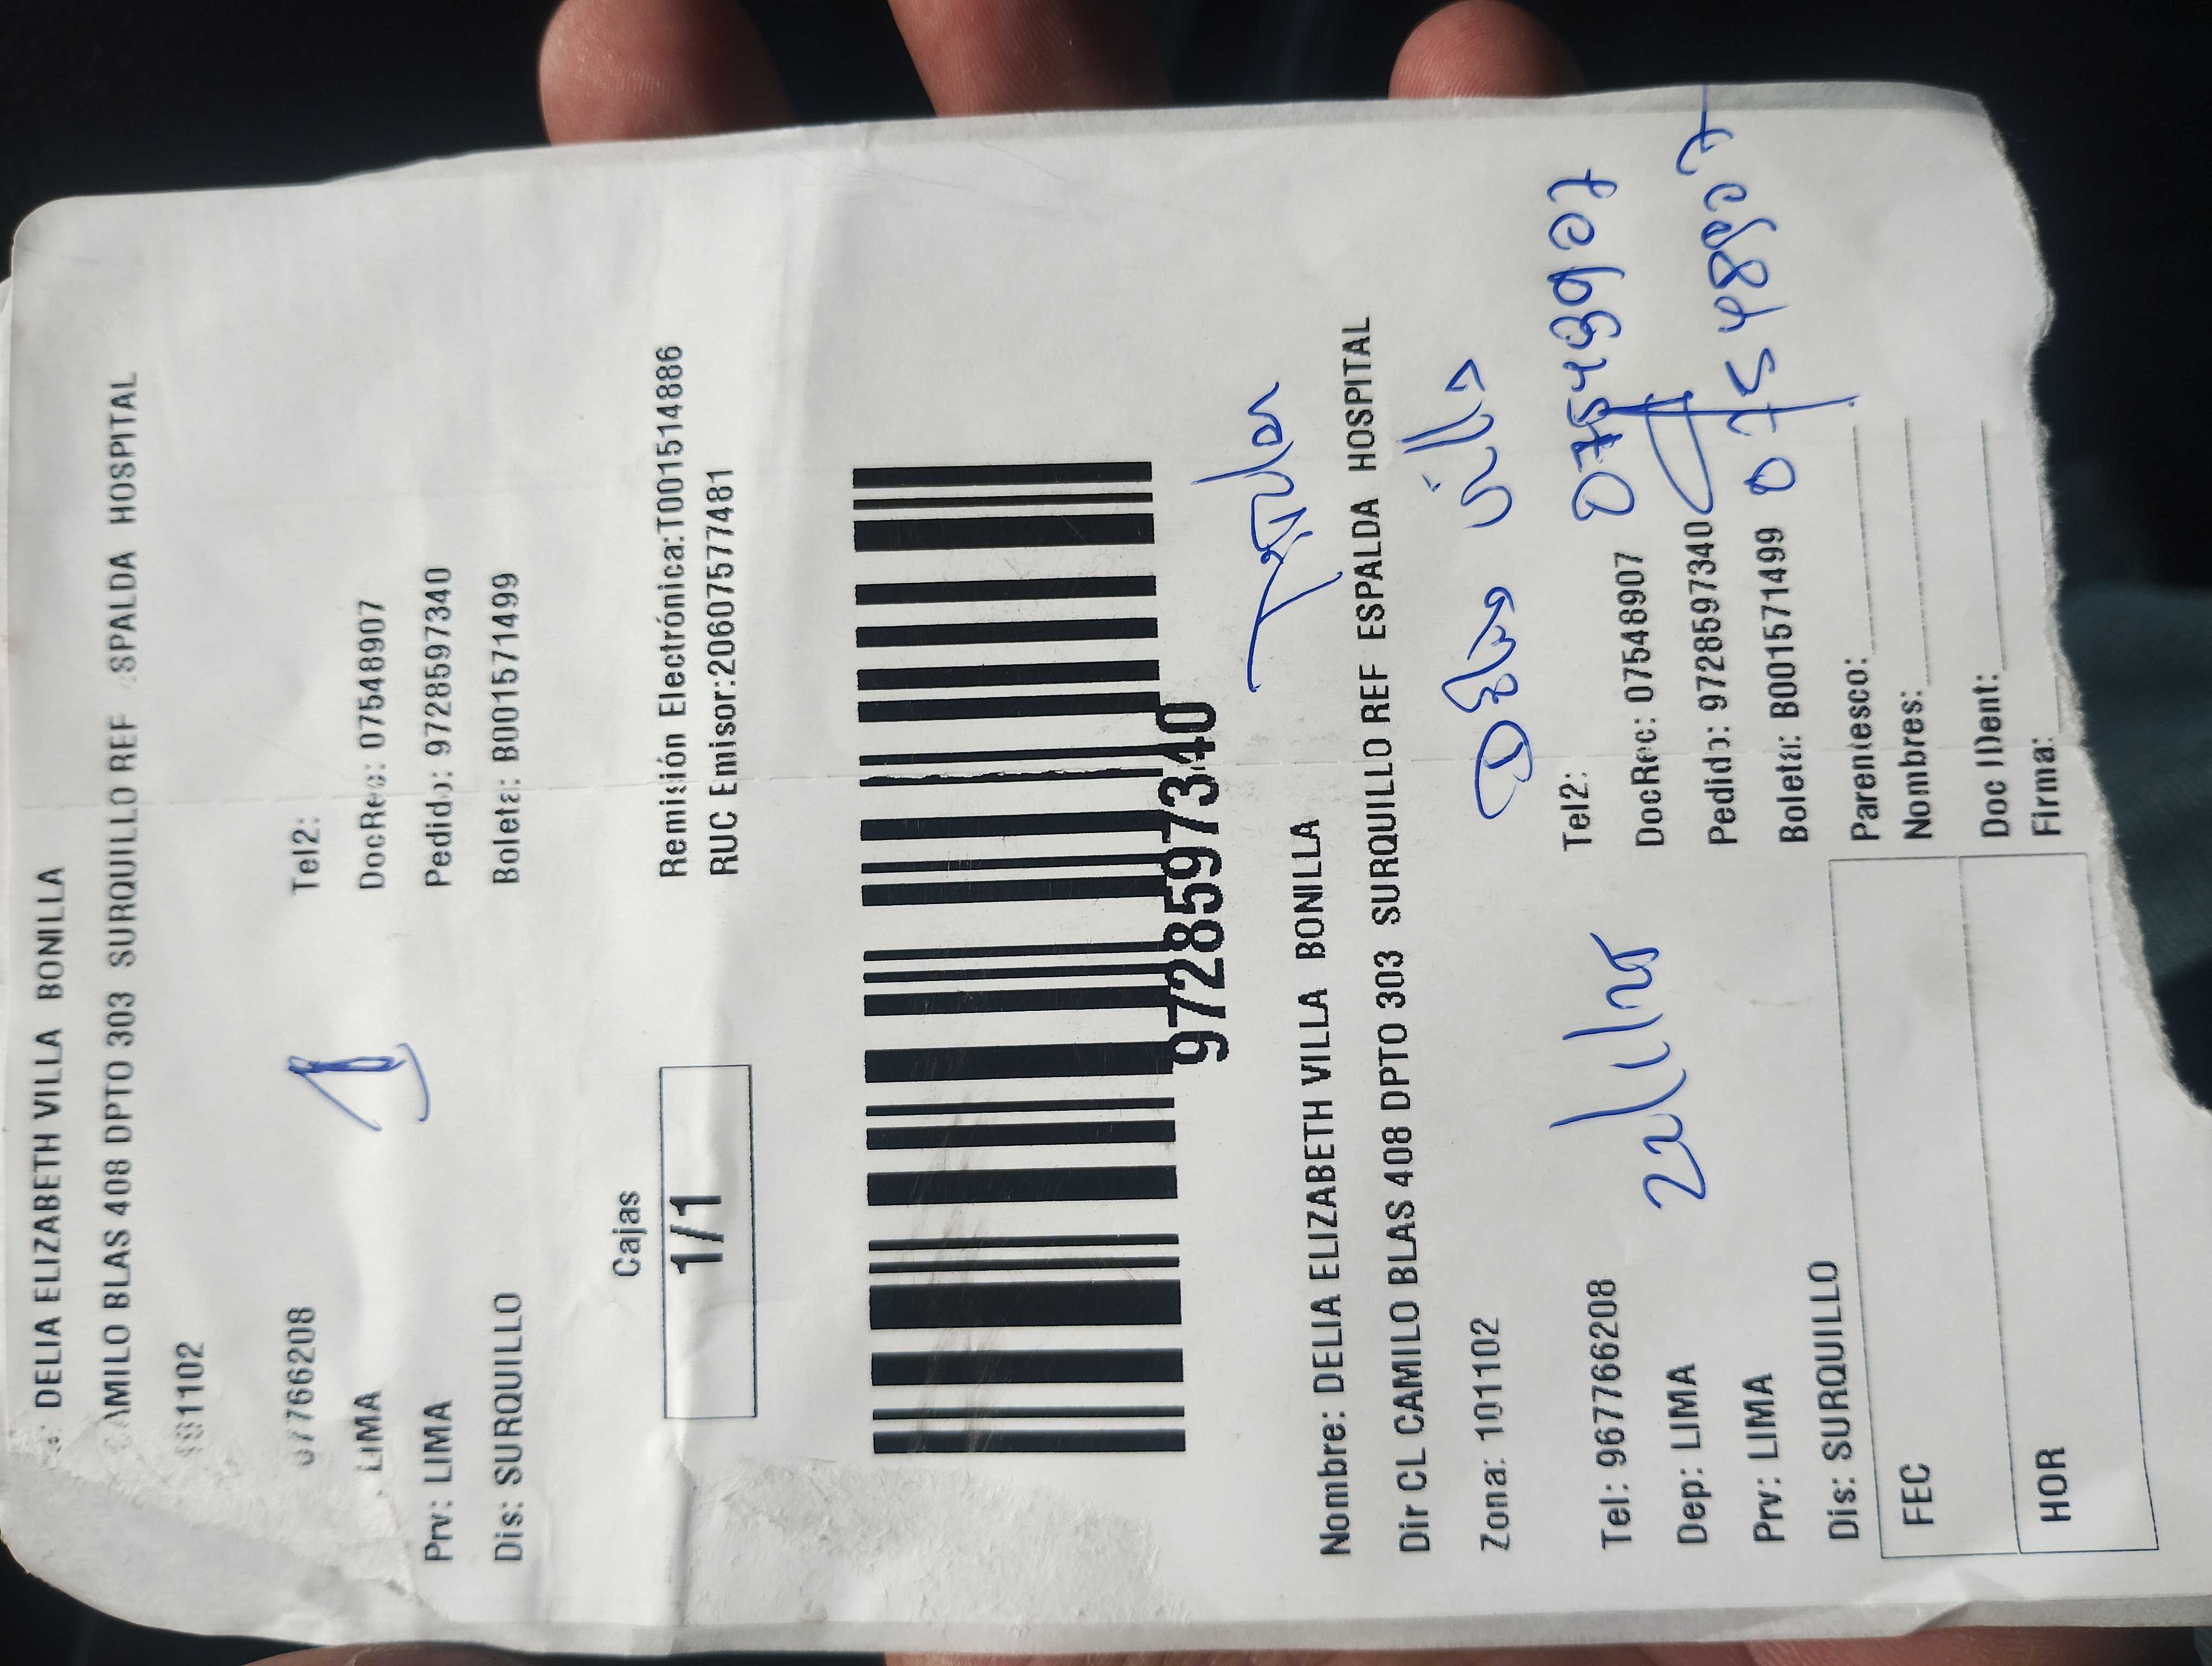 DELIA ELIZABETH VILLA BONILLA
AMILO BLAS 408 DPTO 303 SURQUILLO REF SPALDA HOSPITAL
1102
7766208 Tel2:
LIMA DocRec: 07548907
Prv: LIMA Pedido: 9728597340
Dis: SURQUILLO Boleta: B001571499
Cajas
1/1
Remisión Electrónica:T001514886
RUC Emisor:20607577481
9728597340
Nombre: DELIA ELIZABETH VILLA BONILLA
Dir CL CAMILO BLAS 408 DPTO 303 SURQUILLO REF ESPALDA HOSPITAL
Zona: 101102 Villa
Tel: 967766208 Tel2:
Dep: LIMA DocRec: 07548907
Prv: LIMA Pedido: 9728597340
Dis: SURQUILLO Boleta: B001571499 07548907
FEC Parentesco:
Nombres:
HOR Doc IDent:
Firma: